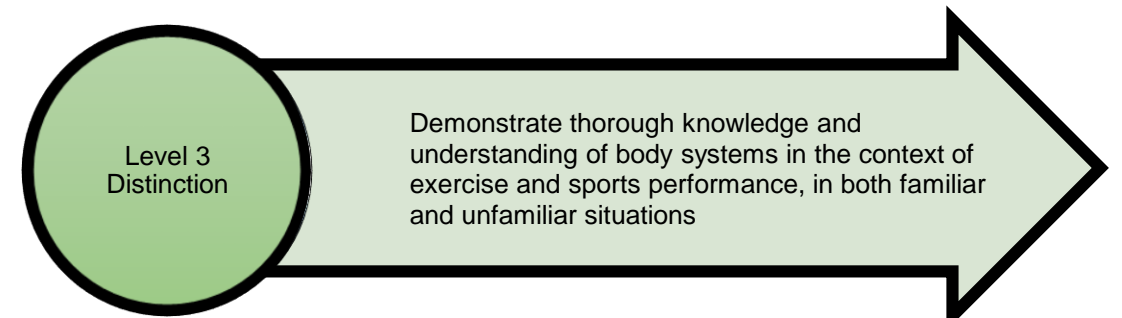 Level 3
Distinction
Demonstrate thorough knowledge and
understanding of body systems in the context of
exercise and sports performance, in both familiar
and unfamiliar situations